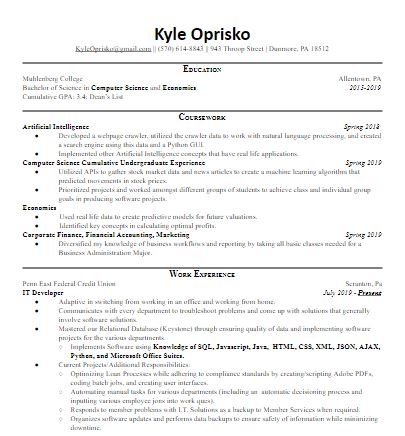 Kyle Oprisko
KyleOprisko@gmail.com || (570) 614-8843 | 943 Throop Street | Dunmore, PA 18512
EDUCATION
Muhlenberg College Allentown, PA
Bachelor of Science in Computer Science and Economics 2015-2019
Cumulative GPA: 3.4; Dean's List
COURSEWORK
Artificial Intelligence Spring 2018
● Developed a webpage crawler, utilized the crawler data to work with natural language processing, and created
a search engine using this data and a Python GUI.
● Implemented other Artificial Intelligence concepts that have real life applications.
Computer Science Cumulative Undergraduate Experience Spring 2019
● Utilized APIs to gather stock market data and news articles to create a machine learning algorithm that
predicted movements in stock prices.
● Prioritized projects and worked amongst different groups of students to achieve class and individual group
goals in producing software projects.
Economics
● Used real life data to create predictive models for future valuations.
● Identified key concepts in calculating optimal profits.
Corporate Finance, Financial Accounting, Marketing Spring 2019
● Diversified my knowledge of business workflows and reporting by taking all basic classes needed for a
Business Administration Major.
WORK EXPERIENCE
Penn East Federal Credit Union Scranton, Pa
IT Developer July 2019 - Present
● Adaptive in switching from working in an office and working from home.
● Communicates with every department to troubleshoot problems and come up with solutions that generally
involve software solutions.
● Mastered our Relational Database (Keystone) through ensuring quality of data and implementing software
projects for the various departments.
○ Implements Software using Knowledge of SQL, Javascript, Java, HTML, CSS, XML, JSON, AJAX,
Python, and Microsoft Office Suites.
● Current Projects/Additional Responsibilities:
○ Optimizing Loan Processes and adhering to compliance standards by creating/scripting Adobe PDFs,
coding batch jobs, and creating user interfaces.
○ Automating manual tasks for various departments (including an automatic decisioning process and
inputting various employee jobs into work queues).
○ Responds to member problems with I.T. Solutions as a backup to Member Services when required.
○ Organizes software updates and performs data backups to ensure compliance and minimize
downtime.